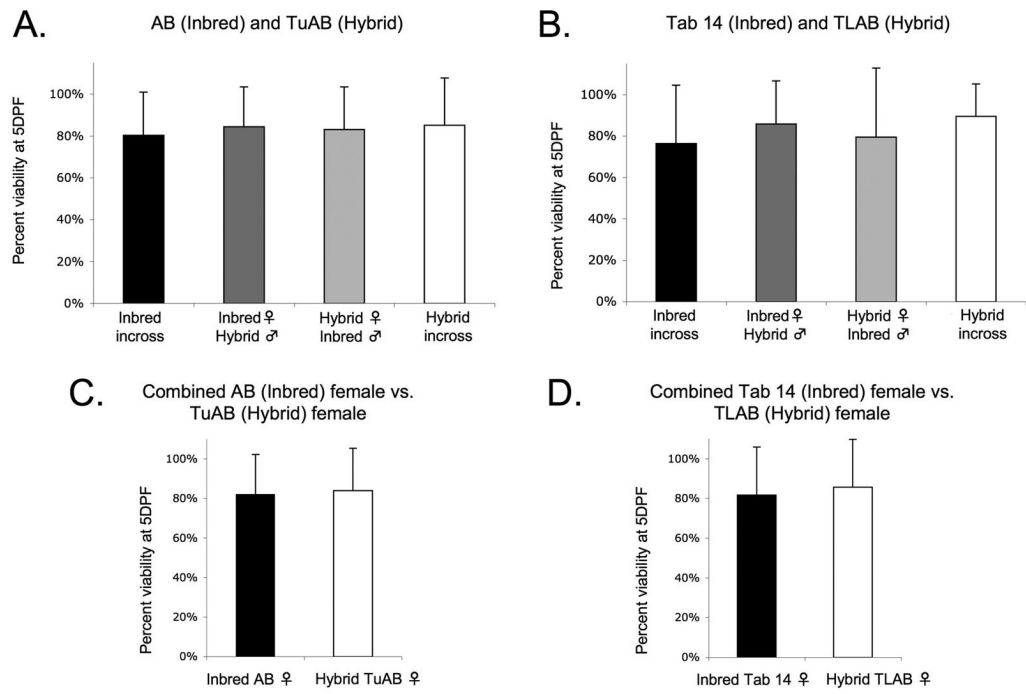 A.
AB (Inbred) and TuAB (Hybrid)
Percent viability at 5DPF
100%
80%
60%
40%
20%
0%
Inbred incross
Inbred♀ Hybrid ♂
Hybrid ♀ Inbred ♂
Hybrid incross
B.
Tab 14 (Inbred) and TLAB (Hybrid)
Percent viability at 5DPF
100%
80%
60%
40%
20%
0%
Inbred incross
Inbred♀ Hybrid ♂
Hybrid ♀ Inbred ♂
Hybrid incross
C.
Combined AB (Inbred) female vs.
TuAB (Hybrid) female
Percent viability at 5DPF
100%
80%
60%
40%
20%
0%
Inbred AB ♀
Hybrid TuAB ♀
D.
Combined Tab 14 (Inbred) female vs.
TLAB (Hybrid) female
Percent viability at 5DPF
100%
80%
60%
40%
20%
0%
Inbred Tab 14 ♀
Hybrid TLAB ♀